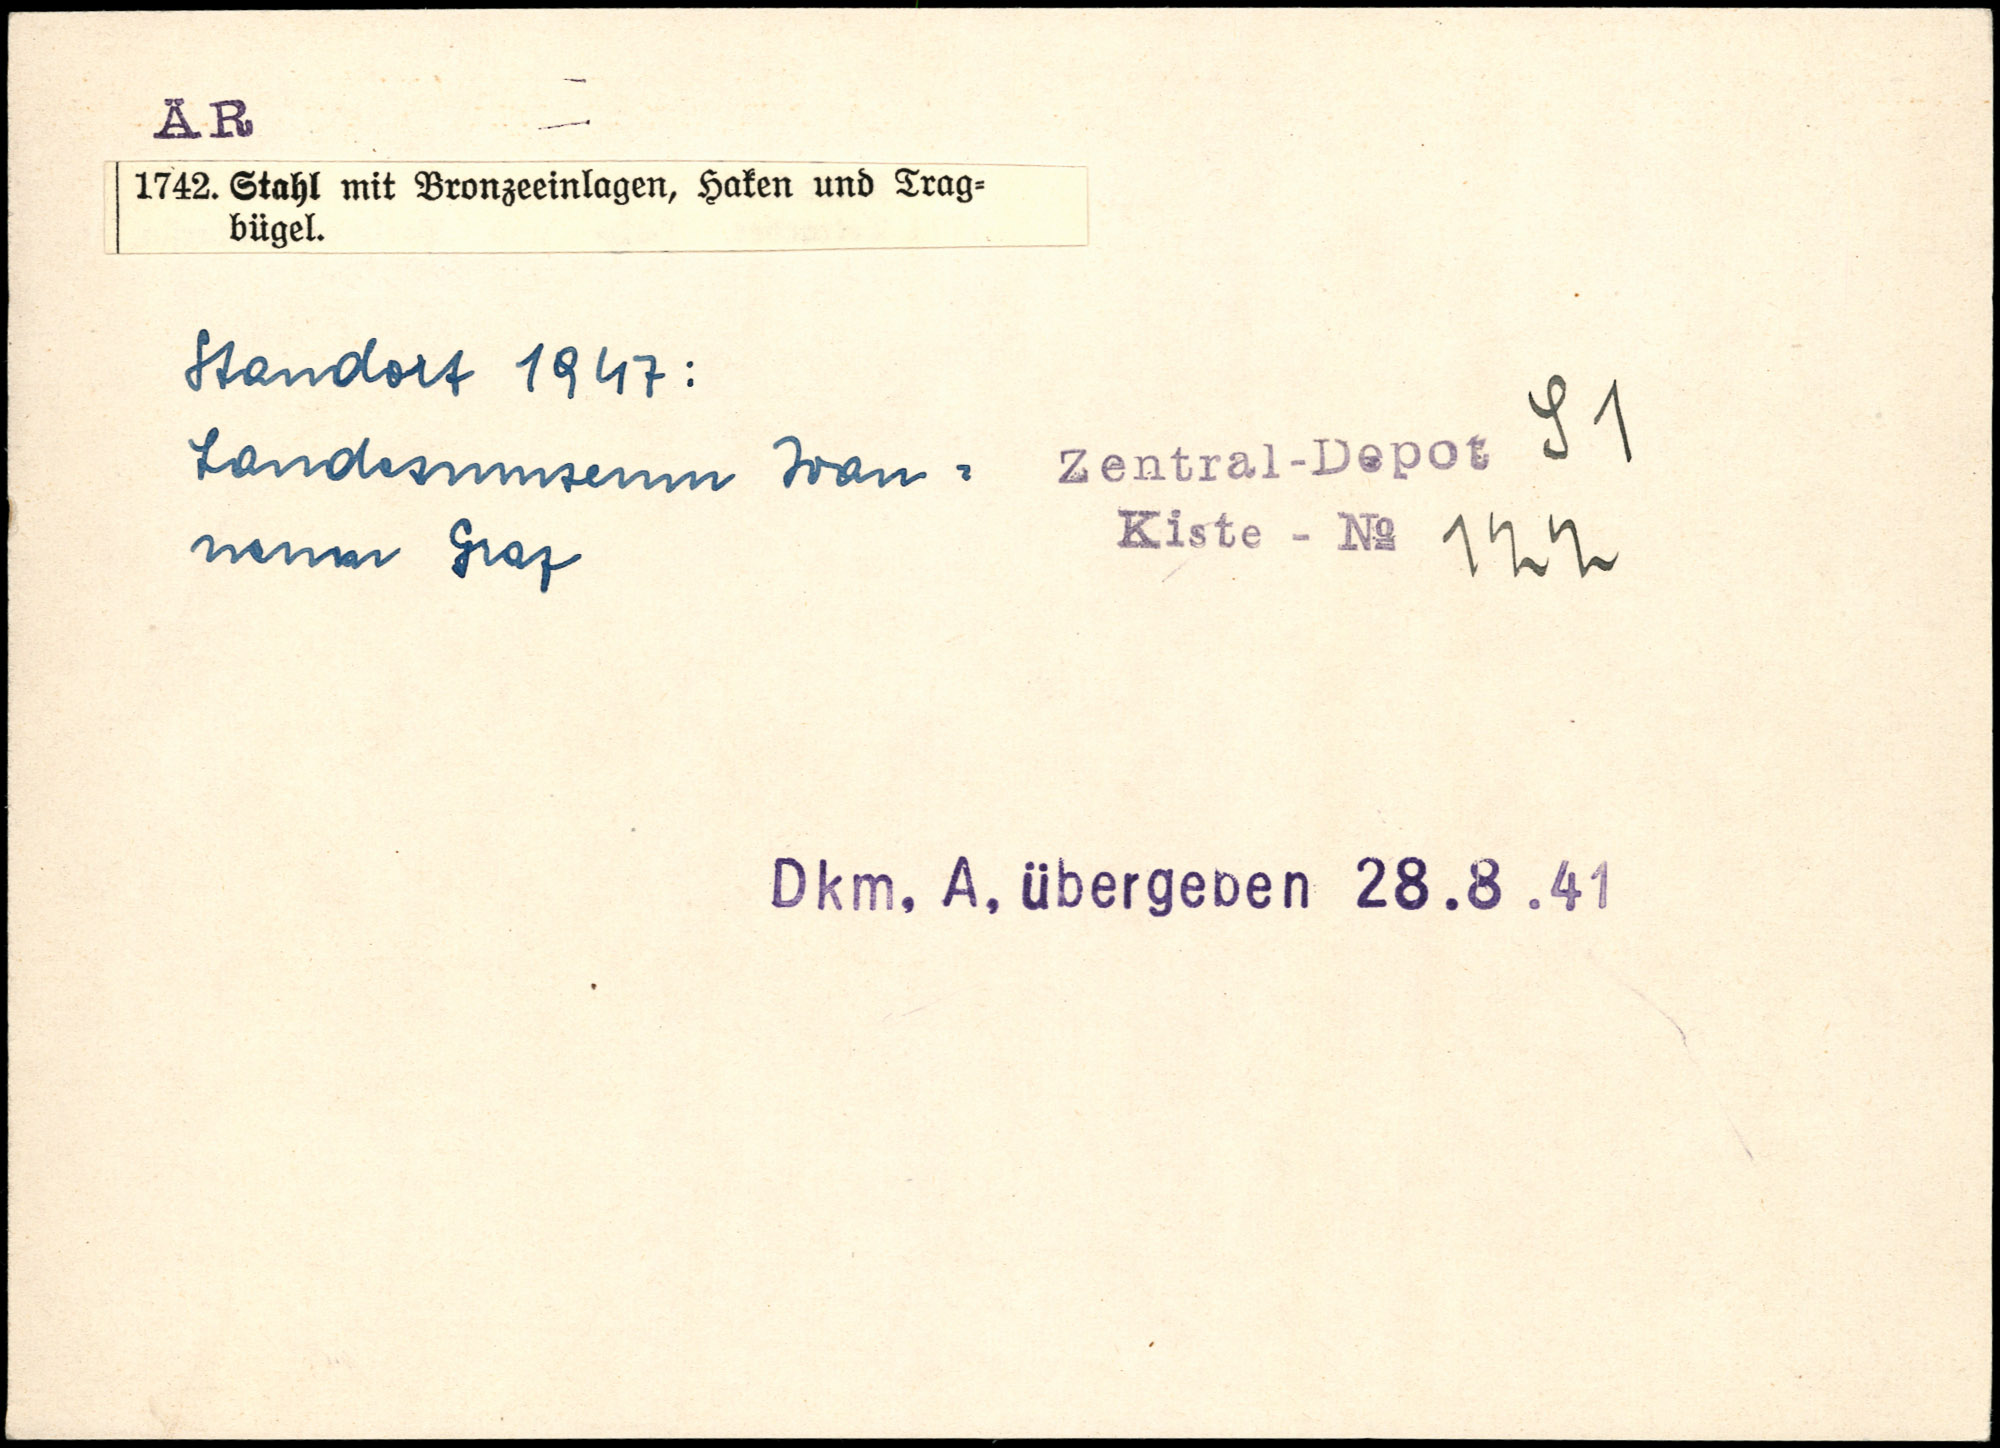 ÄR
1742. Stahl mit Bronzeeinlagen, Haken und Trag=
bügel.
Standort 1947:
Landesmuseum Joan =
neum Graz
Zentral-Depot S 1
Kiste - № 122
Dkm. A. übergeben 28.8.41